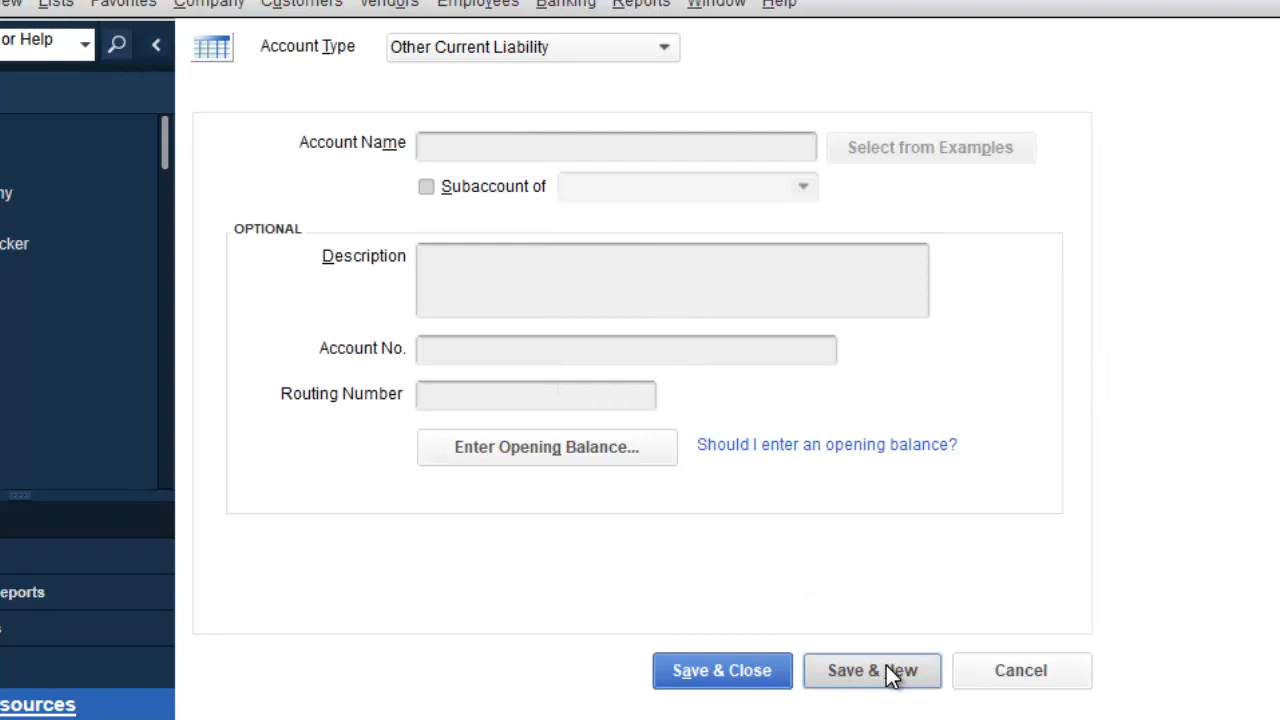 Lists Favorites Company Customers Vendors Employees Banking Reports Window Help
or Help
Account Type Other Current Liability
Account Name Select from Examples
Subaccount of
OPTIONAL
Description
Account No.
Routing Number
Enter Opening Balance... Should I enter an opening balance?
ny
cker
eports
s
sources
Save & Close Save & New Cancel